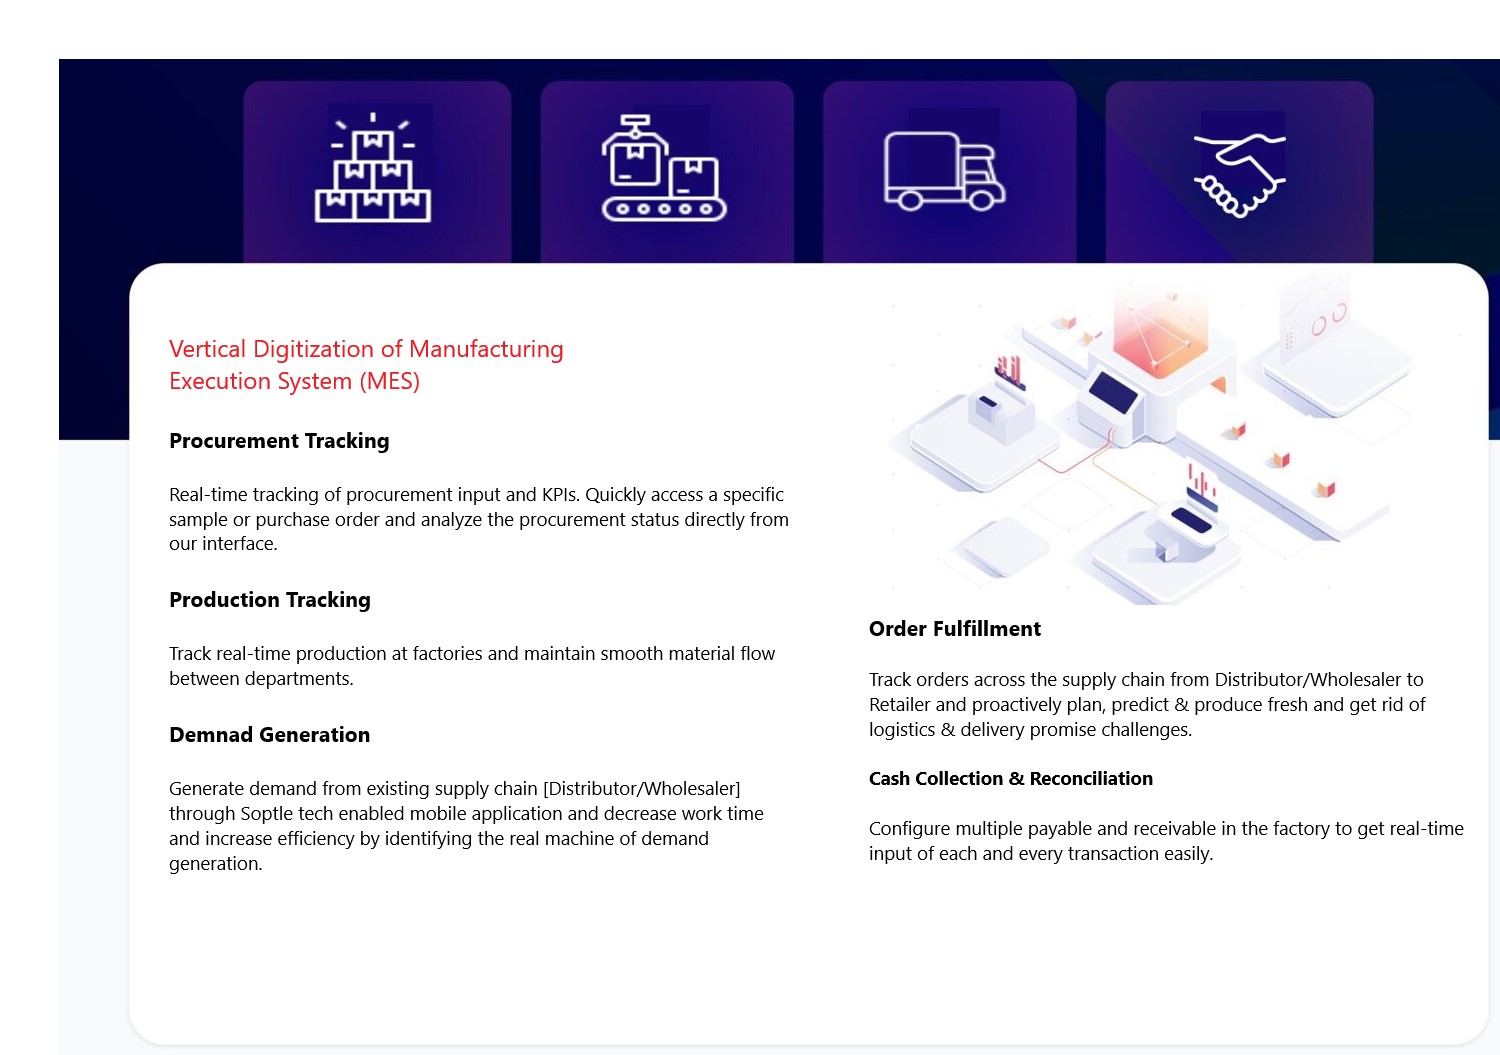 Vertical Digitization of Manufacturing
Execution System (MES)
Procurement Tracking
Real-time tracking of procurement input and KPIs. Quickly access a specific
sample or purchase order and analyze the procurement status directly from
our interface.
Production Tracking
Track real-time production at factories and maintain smooth material flow
between departments.
Demnad Generation
Generate demand from existing supply chain [Distributor/Wholesaler]
through Soptle tech enabled mobile application and decrease work time
and increase efficiency by identifying the real machine of demand
generation.
Order Fulfillment
Track orders across the supply chain from Distributor/Wholesaler to
Retailer and proactively plan, predict & produce fresh and get rid of
logistics & delivery promise challenges.
Cash Collection & Reconciliation
Configure multiple payable and receivable in the factory to get real-time
input of each and every transaction easily.